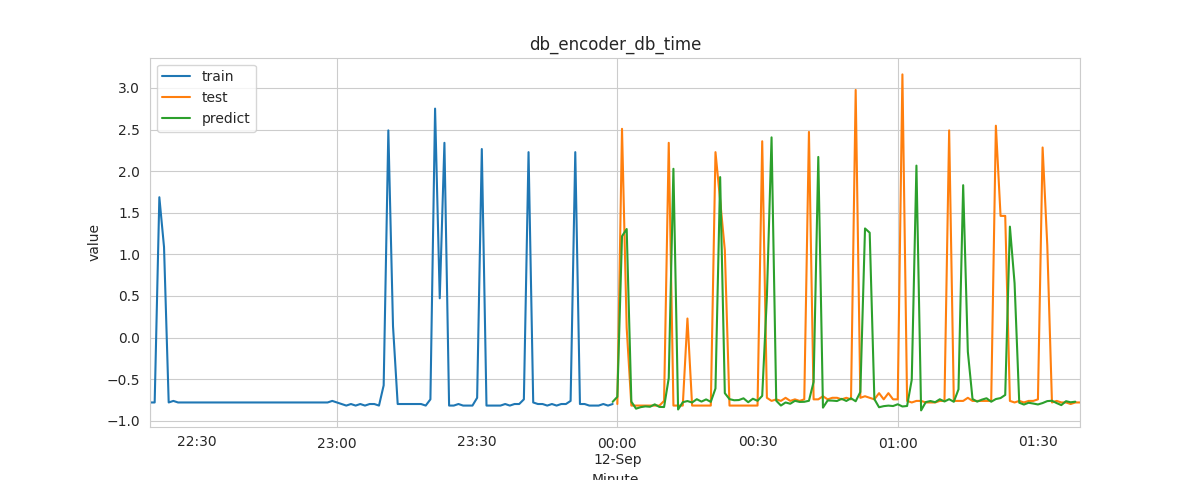 db_encoder_db_time
train
test
predict
value
3.0
2.5
2.0
1.5
1.0
0.5
0.0
−0.5
−1.0
22:30
23:00
23:30
00:00
12-Sep
00:30
01:00
01:30
Minute